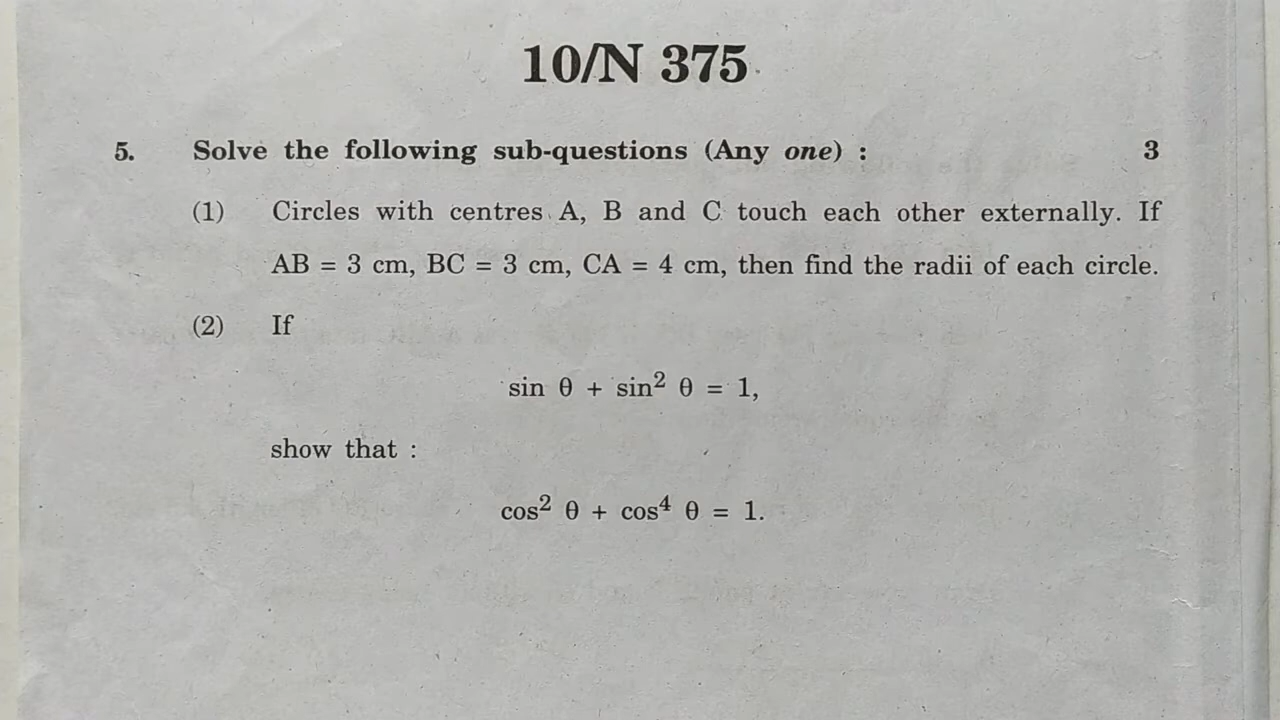 10/N 375
5. Solve the following sub-questions (Any one) : 3
(1) Circles with centres A, B and C touch each other externally. If
AB = 3 cm, BC = 3 cm, CA = 4 cm, then find the radii of each circle.
(2) If
sin θ + sin² θ = 1,
show that :
cos² θ + cos⁴ θ = 1.